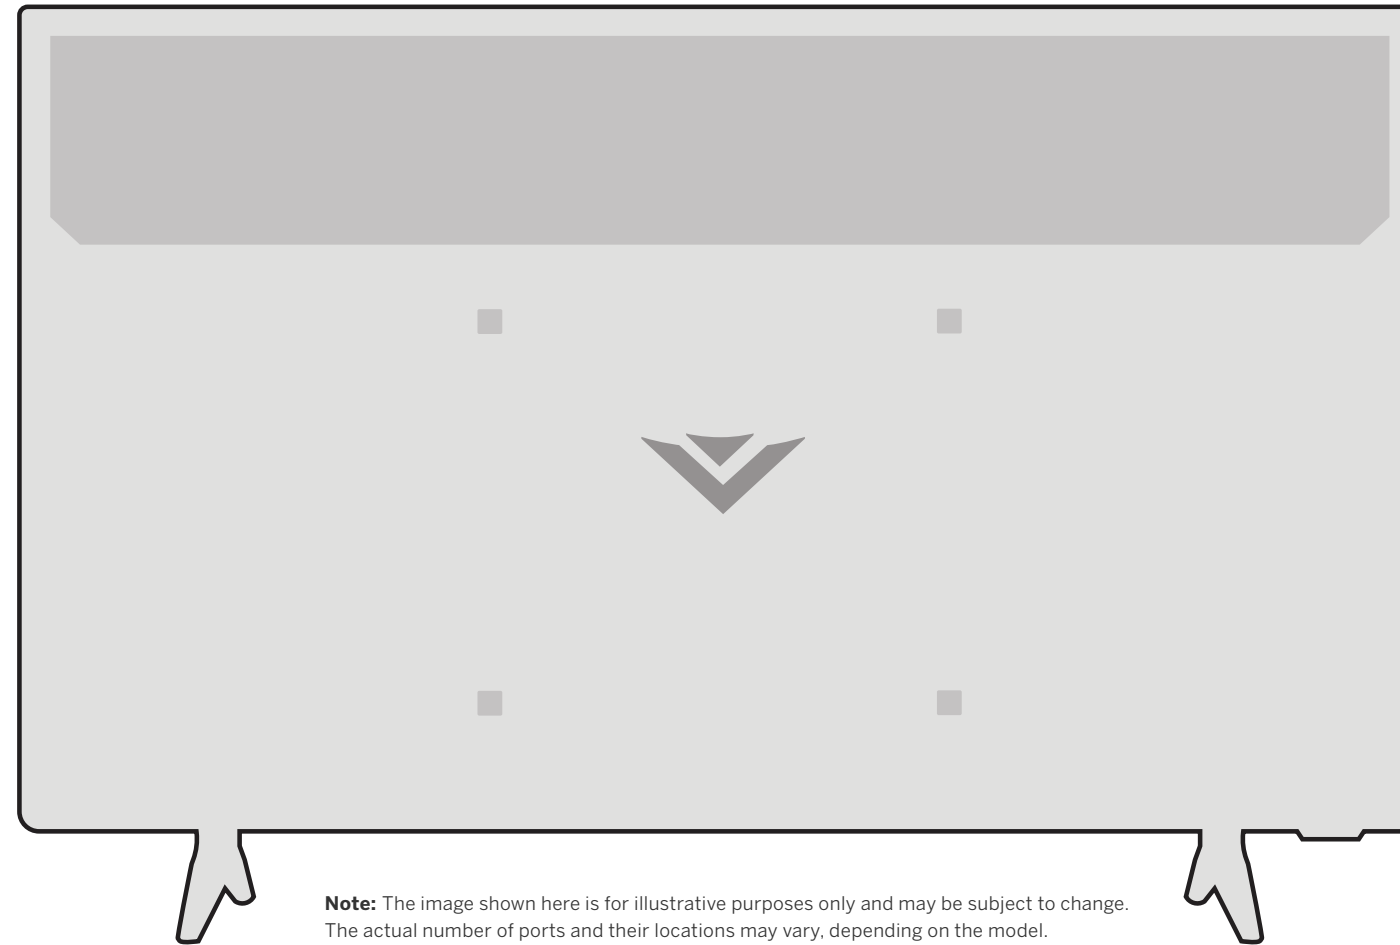 Note: The image shown here is for illustrative purposes only and may be subject to change.
The actual number of ports and their locations may vary, depending on the model.